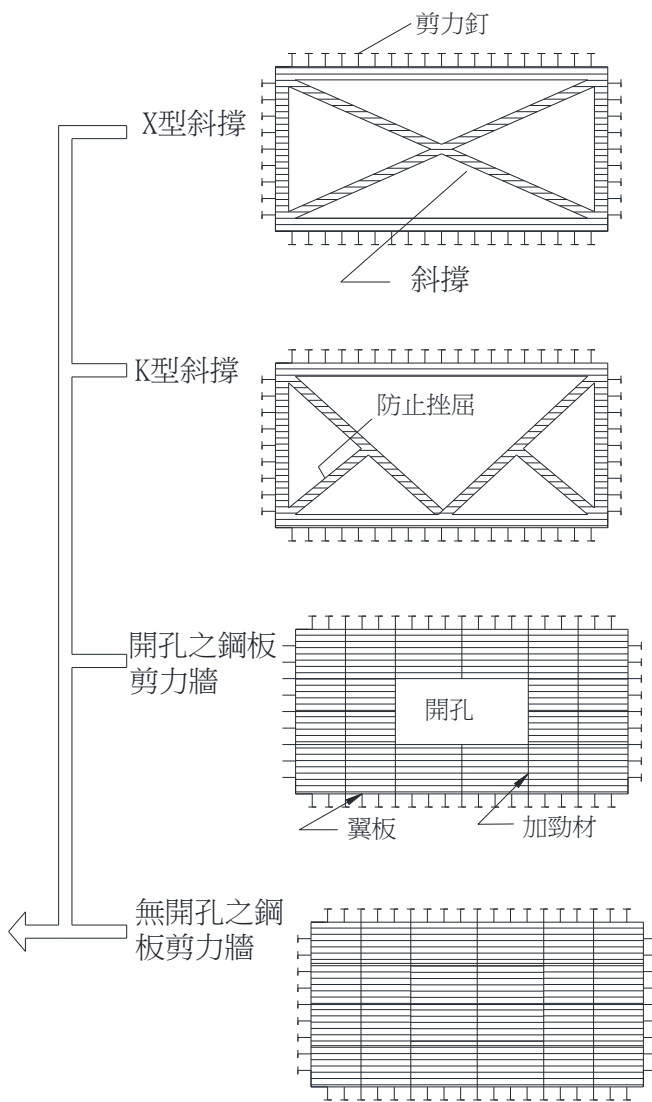 剪力釘
X型斜撐
斜撐
K型斜撐
防止挫屈
開孔之鋼板
剪力牆
開孔
翼板
加勁材
無開孔之鋼
板剪力牆